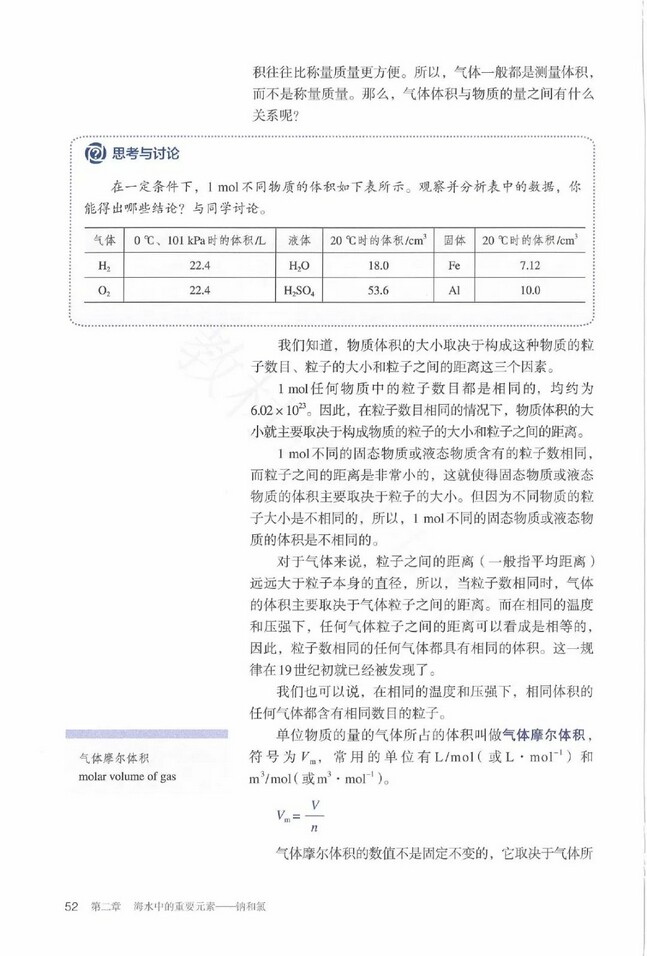 积往往比称量质量更方便。所以，气体一般都是测量体积，
而不是称量质量。那么，气体体积与物质的量之间有什么
关系呢？
思考与讨论
在一定条件下，1 mol不同物质的体积如下表所示。观察并分析表中的数据，你
能得出哪些结论？与同学讨论。
气体 0 ℃、101 kPa时的体积/L 液体 20 ℃时的体积/cm³ 固体 20 ℃时的体积/cm³
H₂ 22.4 H₂O 18.0 Fe 7.12
O₂ 22.4 H₂SO₄ 53.6 Al 10.0
我们知道，物质体积的大小取决于构成这种物质的粒
子数目、粒子的大小和粒子之间的距离这三个因素。
1 mol任何物质中的粒子数目都是相同的，均约为
6.02×10²³。因此，在粒子数目相同的情况下，物质体积的大
小就主要取决于构成物质的粒子的大小和粒子之间的距离。
1 mol不同的固态物质或液态物质含有的粒子数相同，
而粒子之间的距离是非常小的，这就使得固态物质或液态
物质的体积主要取决于粒子的大小。但因为不同物质的粒
子大小是不相同的，所以，1 mol不同的固态物质或液态物
质的体积是不相同的。
对于气体来说，粒子之间的距离（一般指平均距离）
远远大于粒子本身的直径，所以，当粒子数相同时，气体
的体积主要取决于气体粒子之间的距离。而在相同的温度
和压强下，任何气体粒子之间的距离可以看成是相等的，
因此，粒子数相同的任何气体都具有相同的体积。这一规
律在19世纪初就已经被发现了。
我们也可以说，在相同的温度和压强下，相同体积的
任何气体都含有相同数目的粒子。
单位物质的量的气体所占的体积叫做气体摩尔体积，
符号为Vₘ，常用的单位有L/mol（或L·mol⁻¹）和
m³/mol（或m³·mol⁻¹）。
气体摩尔体积
molar volume of gas
Vₘ= V/n
气体摩尔体积的数值不是固定不变的，它取决于气体所
52 第二章 海水中的重要元素——钠和氯